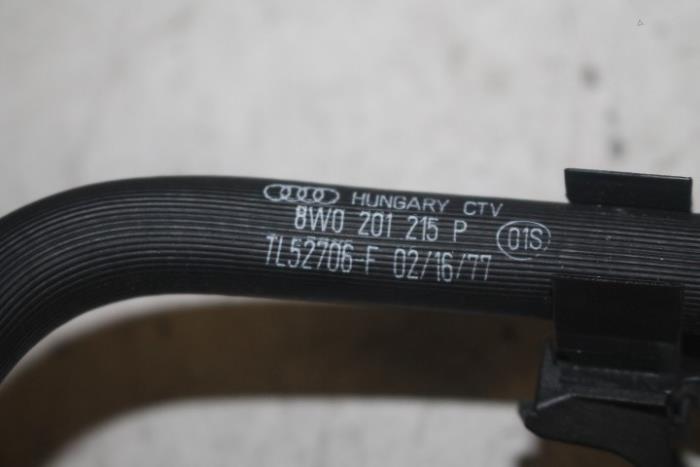 HUNGARY CTV
8W0 201 215 P
01S
TL52706-F 02/16/77